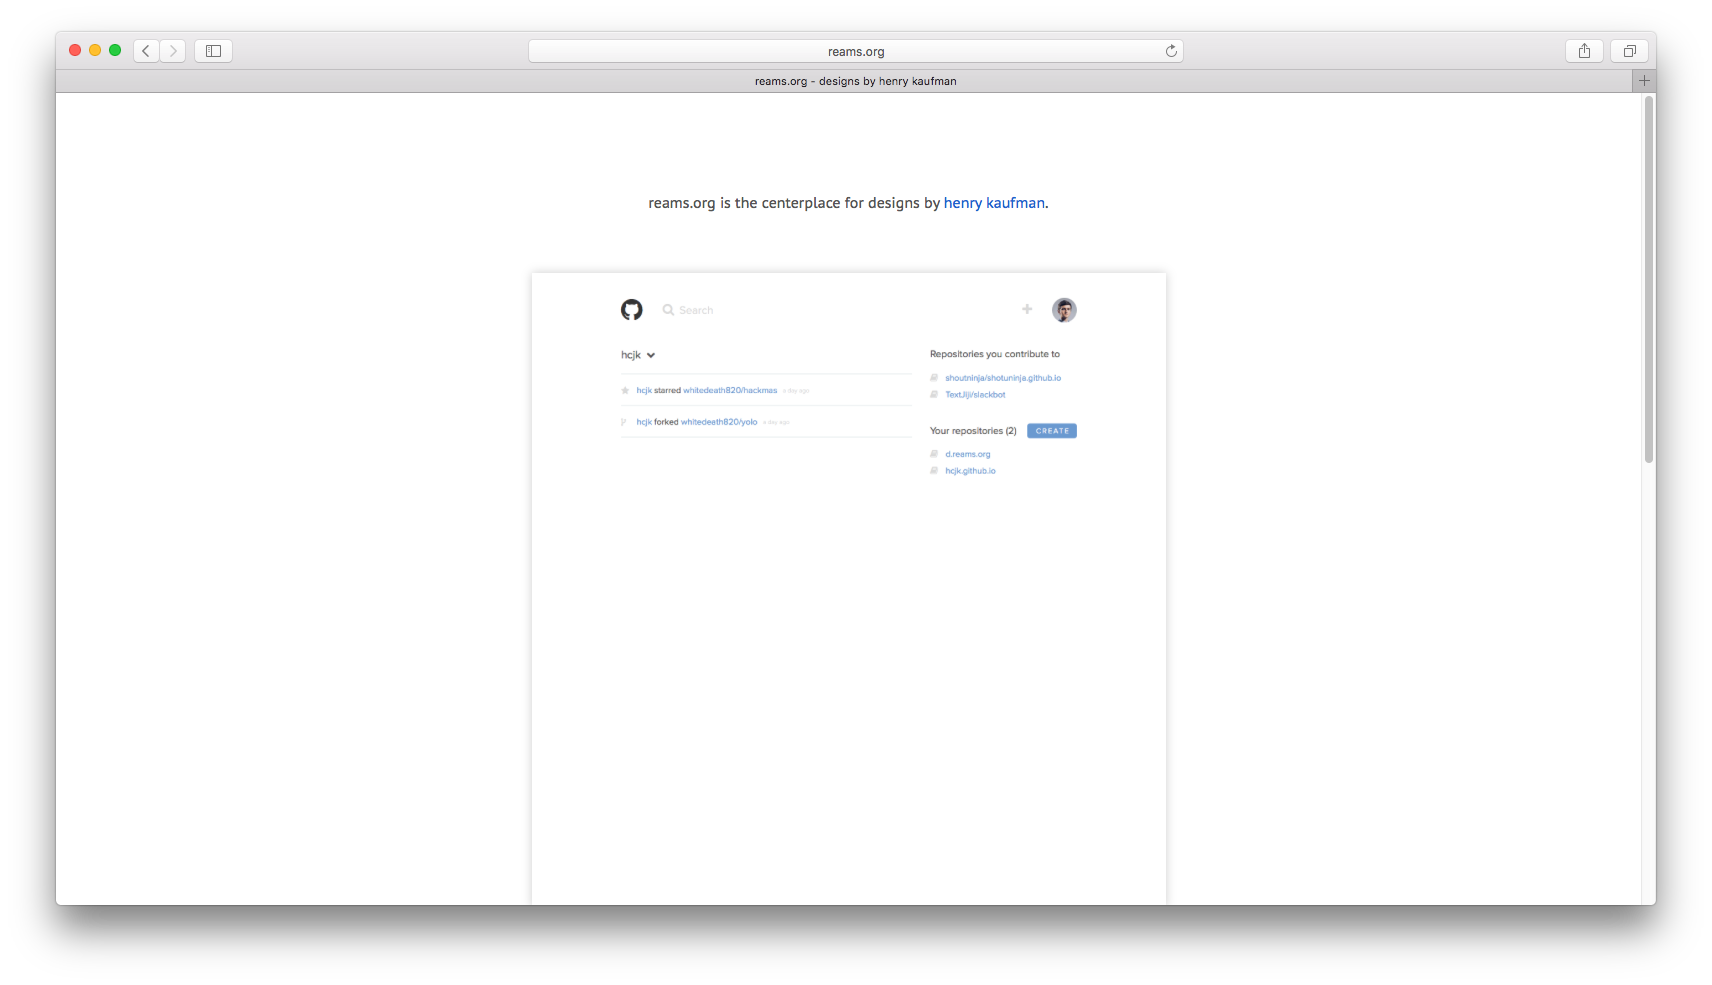 reams.org
reams.org - designs by henry kaufman
reams.org is the centerplace for designs by henry kaufman.
Search
hcjk
Repositories you contribute to
shoutninja/shotuninja.github.io
hcjk starred whitedeath820/hackmas a day ago
TextJiji/slackbot
hcjk forked whitedeath820/yolo a day ago
Your repositories (2) CREATE
d.reams.org
hcjk.github.io